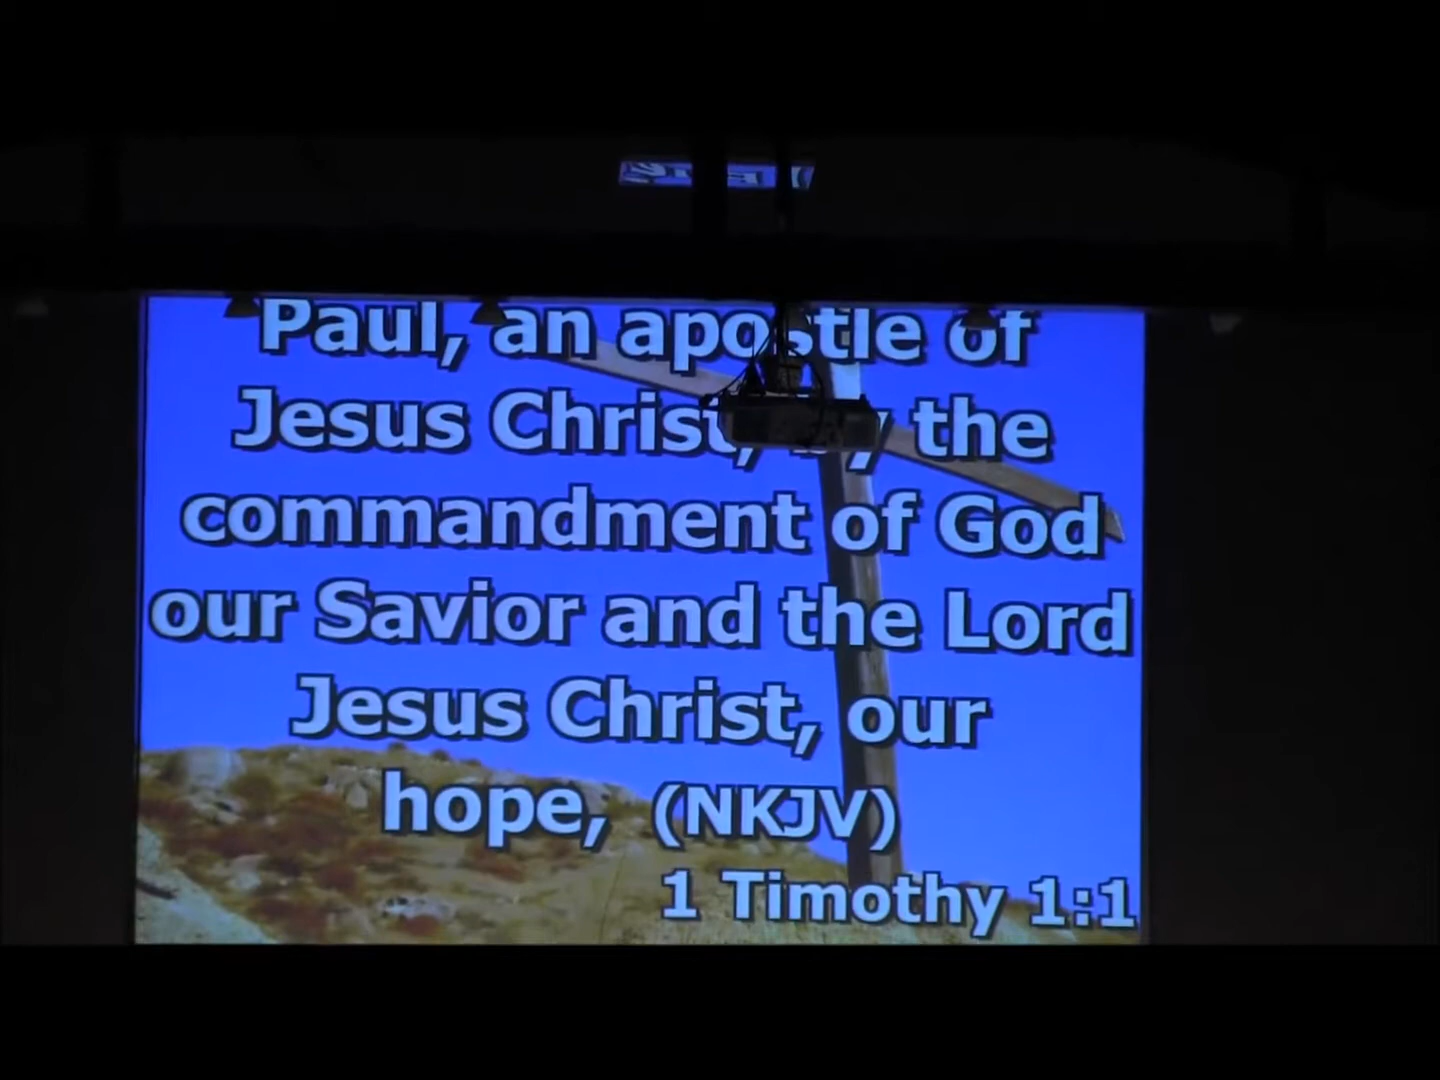 Paul, an apostle of
Jesus Christ, by the
commandment of God
our Savior and the Lord
Jesus Christ, our
hope, (NKJV)
1 Timothy 1:1